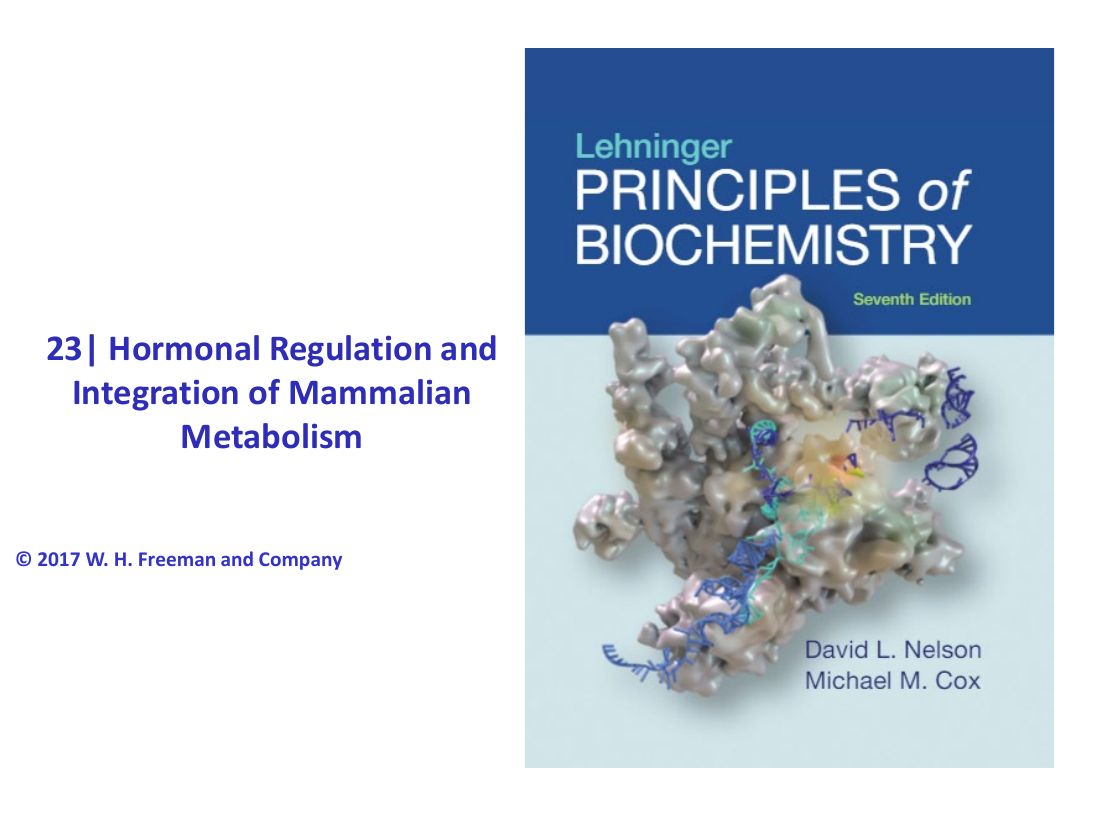 23| Hormonal Regulation and
Integration of Mammalian
Metabolism
© 2017 W. H. Freeman and Company
Lehninger
PRINCIPLES of
BIOCHEMISTRY
Seventh Edition
David L. Nelson
Michael M. Cox